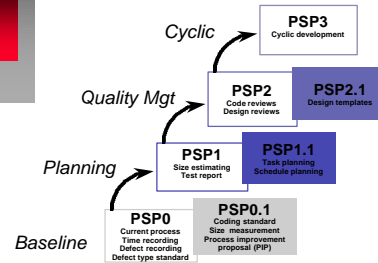 Cyclic
PSP3
Cyclic development
Quality Mgt
PSP2
Code reviews
Design reviews
PSP2.1
Design templates
Planning
PSP1
Size estimating
Test report
PSP1.1
Task planning
Schedule planning
Baseline
PSP0
Current process
Time recording
Defect recording
Defect type standard
PSP0.1
Coding standard
Size measurement
Process improvement
proposal (PIP)